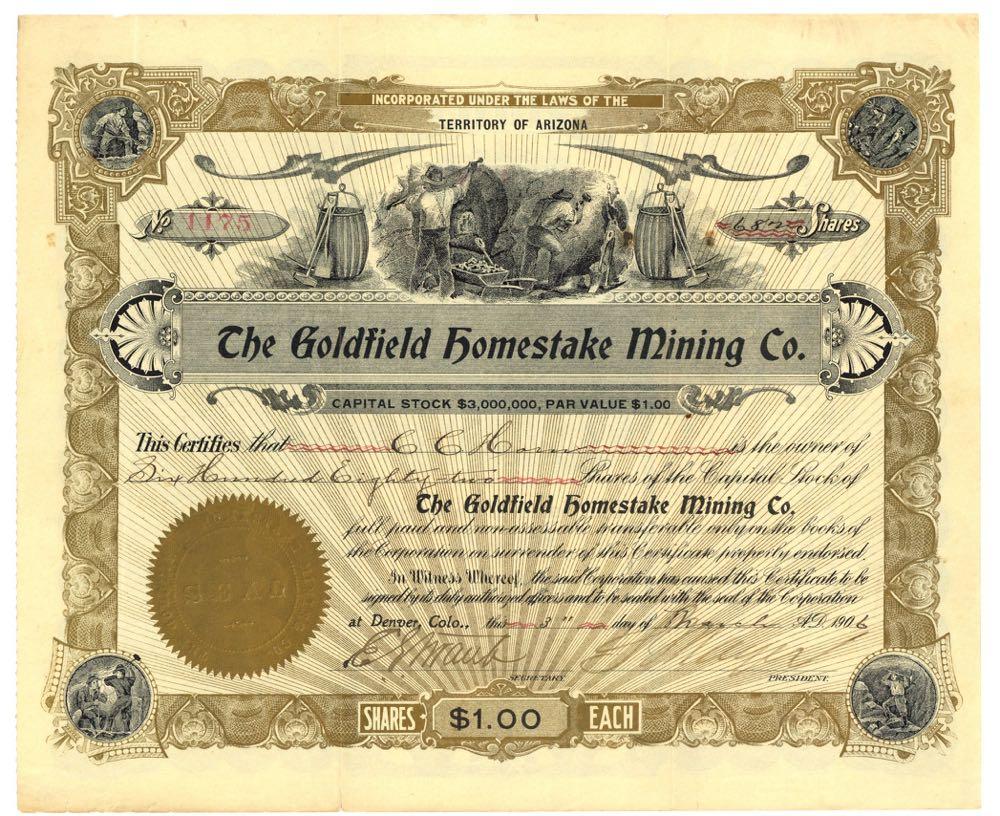 INCORPORATED UNDER THE LAWS OF THE
TERRITORY OF ARIZONA
No. 1175
682 Shares
The Goldfield Homestake Mining Co.
CAPITAL STOCK $3,000,000, PAR VALUE $1.00
This Certifies that C C Horn is the owner of
Six Hundred Eighty two Shares of the Capital Stock of
The Goldfield Homestake Mining Co.
full paid and non-assessable transferable only on the books of
the Corporation on surrender of this Certificate properly endorsed
In Witness Whereof, the said Corporation has caused this Certificate to be
signed by its duly authorized officers and to be sealed with the seal of the Corporation
at Denver, Colo., this 3" day of March A.D. 1906
SECRETARY
PRESIDENT.
SHARES $1.00 EACH